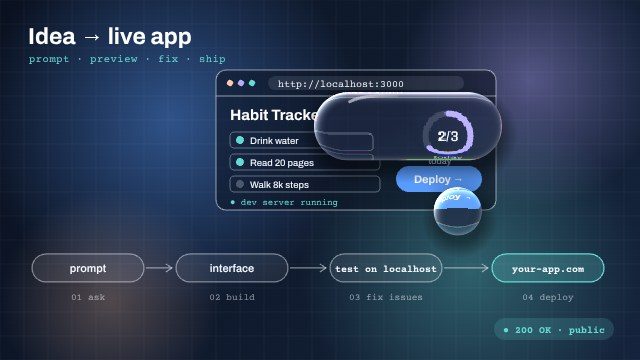 Idea → live app
prompt · preview · fix · ship
http://localhost:3000
Habit Tracke
Drink water
Read 20 pages
Walk 8k steps
2/3
today
Deploy →
dev server running
prompt
interface
test on localhost
your-app.com
01 ask
02 build
03 fix issues
04 deploy
200 OK · public